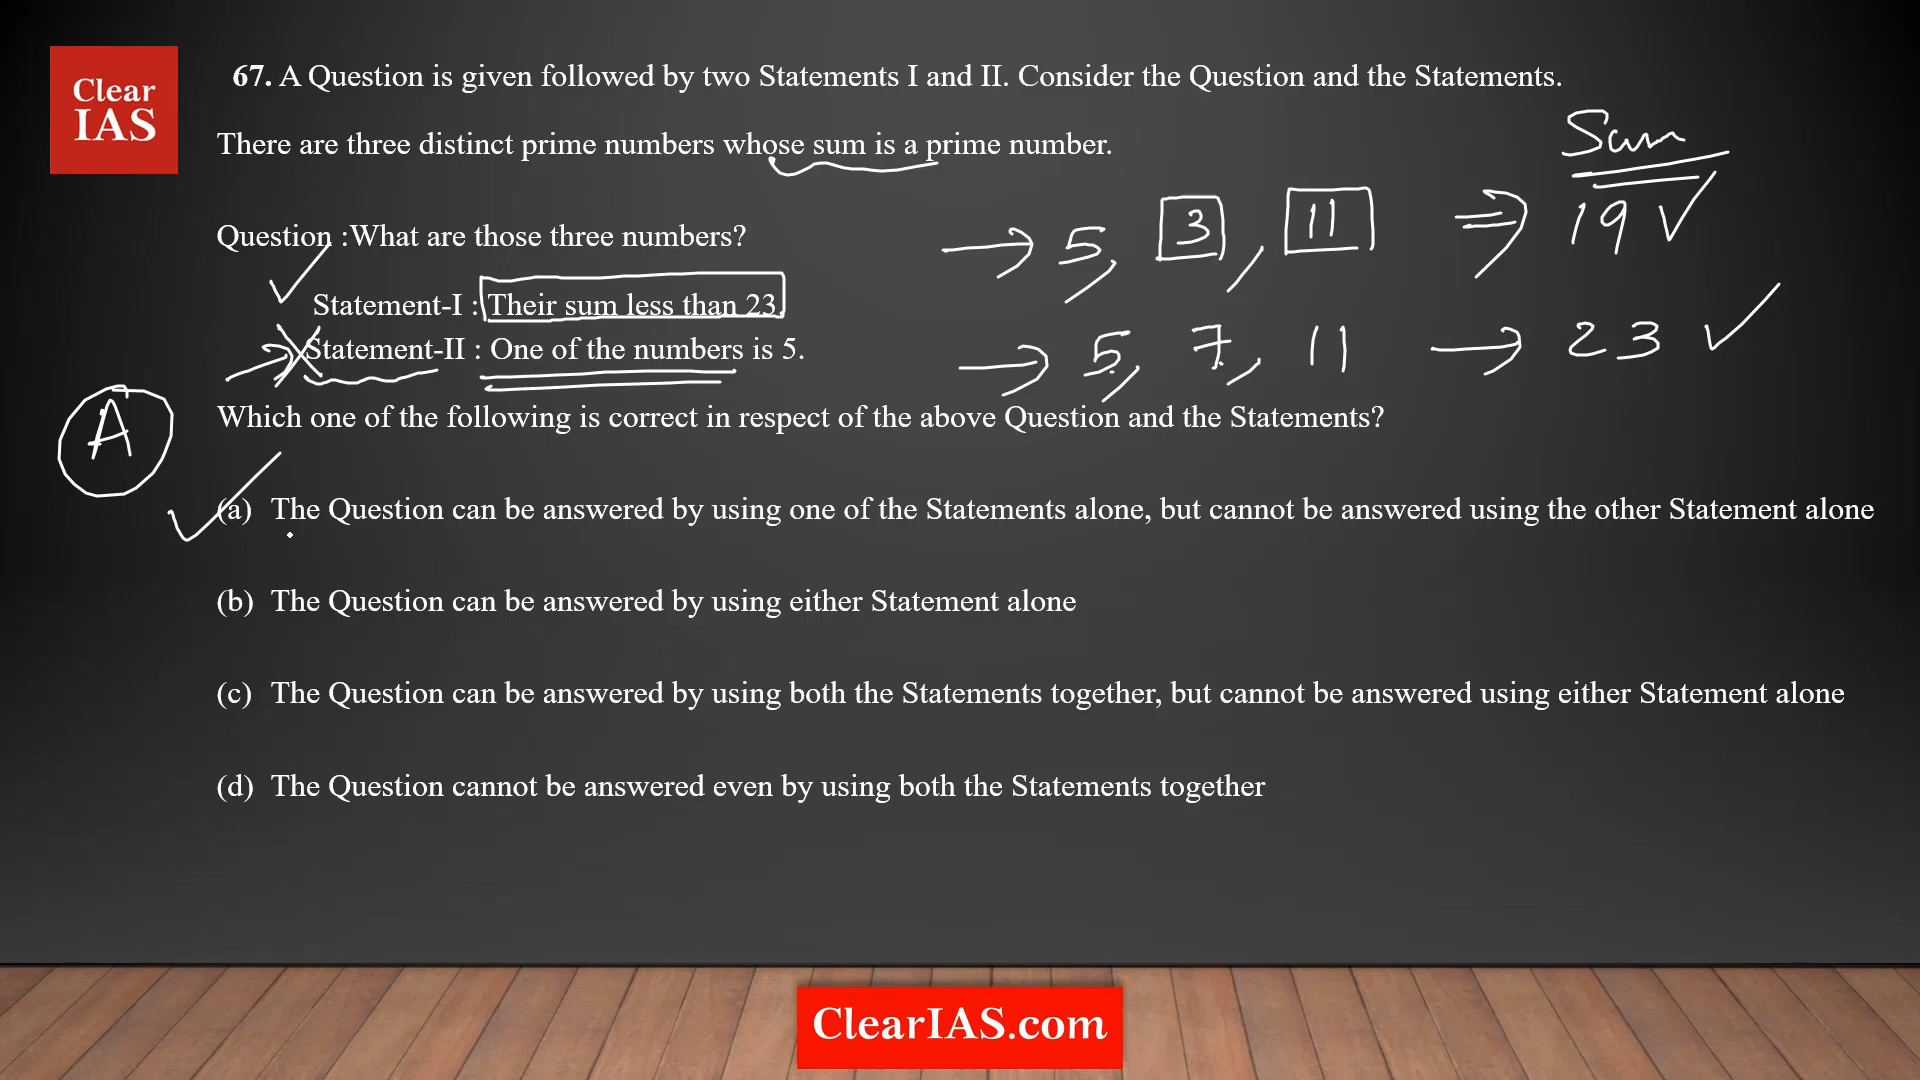 Clear
IAS
67. A Question is given followed by two Statements I and II. Consider the Question and the Statements.
Sum
There are three distinct prime numbers whose sum is a prime number.
Question :What are those three numbers?
5, 3, 11 ⇒ 19 ✓
Statement-I : Their sum less than 23.
Statement-II : One of the numbers is 5.
→ 5, 7, 11 → 23 ✓
A
Which one of the following is correct in respect of the above Question and the Statements?
(a) The Question can be answered by using one of the Statements alone, but cannot be answered using the other Statement alone
(b) The Question can be answered by using either Statement alone
(c) The Question can be answered by using both the Statements together, but cannot be answered using either Statement alone
(d) The Question cannot be answered even by using both the Statements together
ClearIAS.com